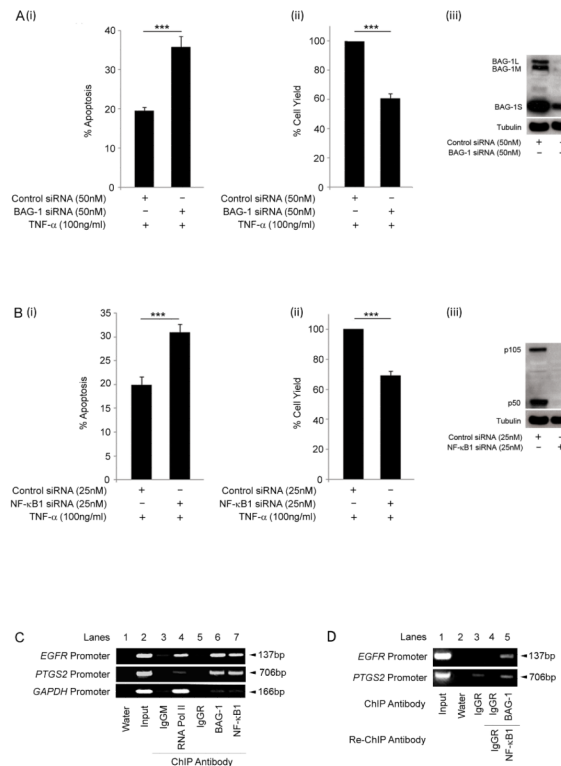 A (i)
***
% Apoptosis
40
30
20
10
0
Control siRNA (50nM) + −
BAG-1 siRNA (50nM) − +
TNF-α (100ng/ml) + +
(ii)
***
% Cell Yield
100
80
60
40
20
0
Control siRNA (50nM) + −
BAG-1 siRNA (50nM) − +
TNF-α (100ng/ml) + +
(iii)
BAG-1L
BAG-1M
BAG-1S
Tubulin
Control siRNA (50nM) +
BAG-1 siRNA (50nM) −
B (i)
***
% Apoptosis
35
30
25
20
15
10
5
0
Control siRNA (25nM) + −
NF-κB1 siRNA (25nM) − +
TNF-α (100ng/ml) + +
(ii)
***
% Cell Yield
100
80
60
40
20
0
Control siRNA (25nM) + −
NF-κB1 siRNA (25nM) − +
TNF-α (100ng/ml) + +
(iii)
p105
p50
Tubulin
Control siRNA (25nM) + −
NF-κB1 siRNA (25nM) − +
C
Lanes 1 2 3 4 5 6 7
EGFR Promoter ◄137bp
PTGS2 Promoter ◄706bp
GAPDH Promoter ◄166bp
Water
Input
IgGM
RNA Pol II
IgGR
BAG-1
NF-κB1
ChIP Antibody
D
Lanes 1 2 3 4 5
EGFR Promoter ◄137bp
PTGS2 Promoter ◄706bp
ChIP Antibody Input Water IgGR IgGR BAG-1
Re-ChIP Antibody IgGR NF-κB1